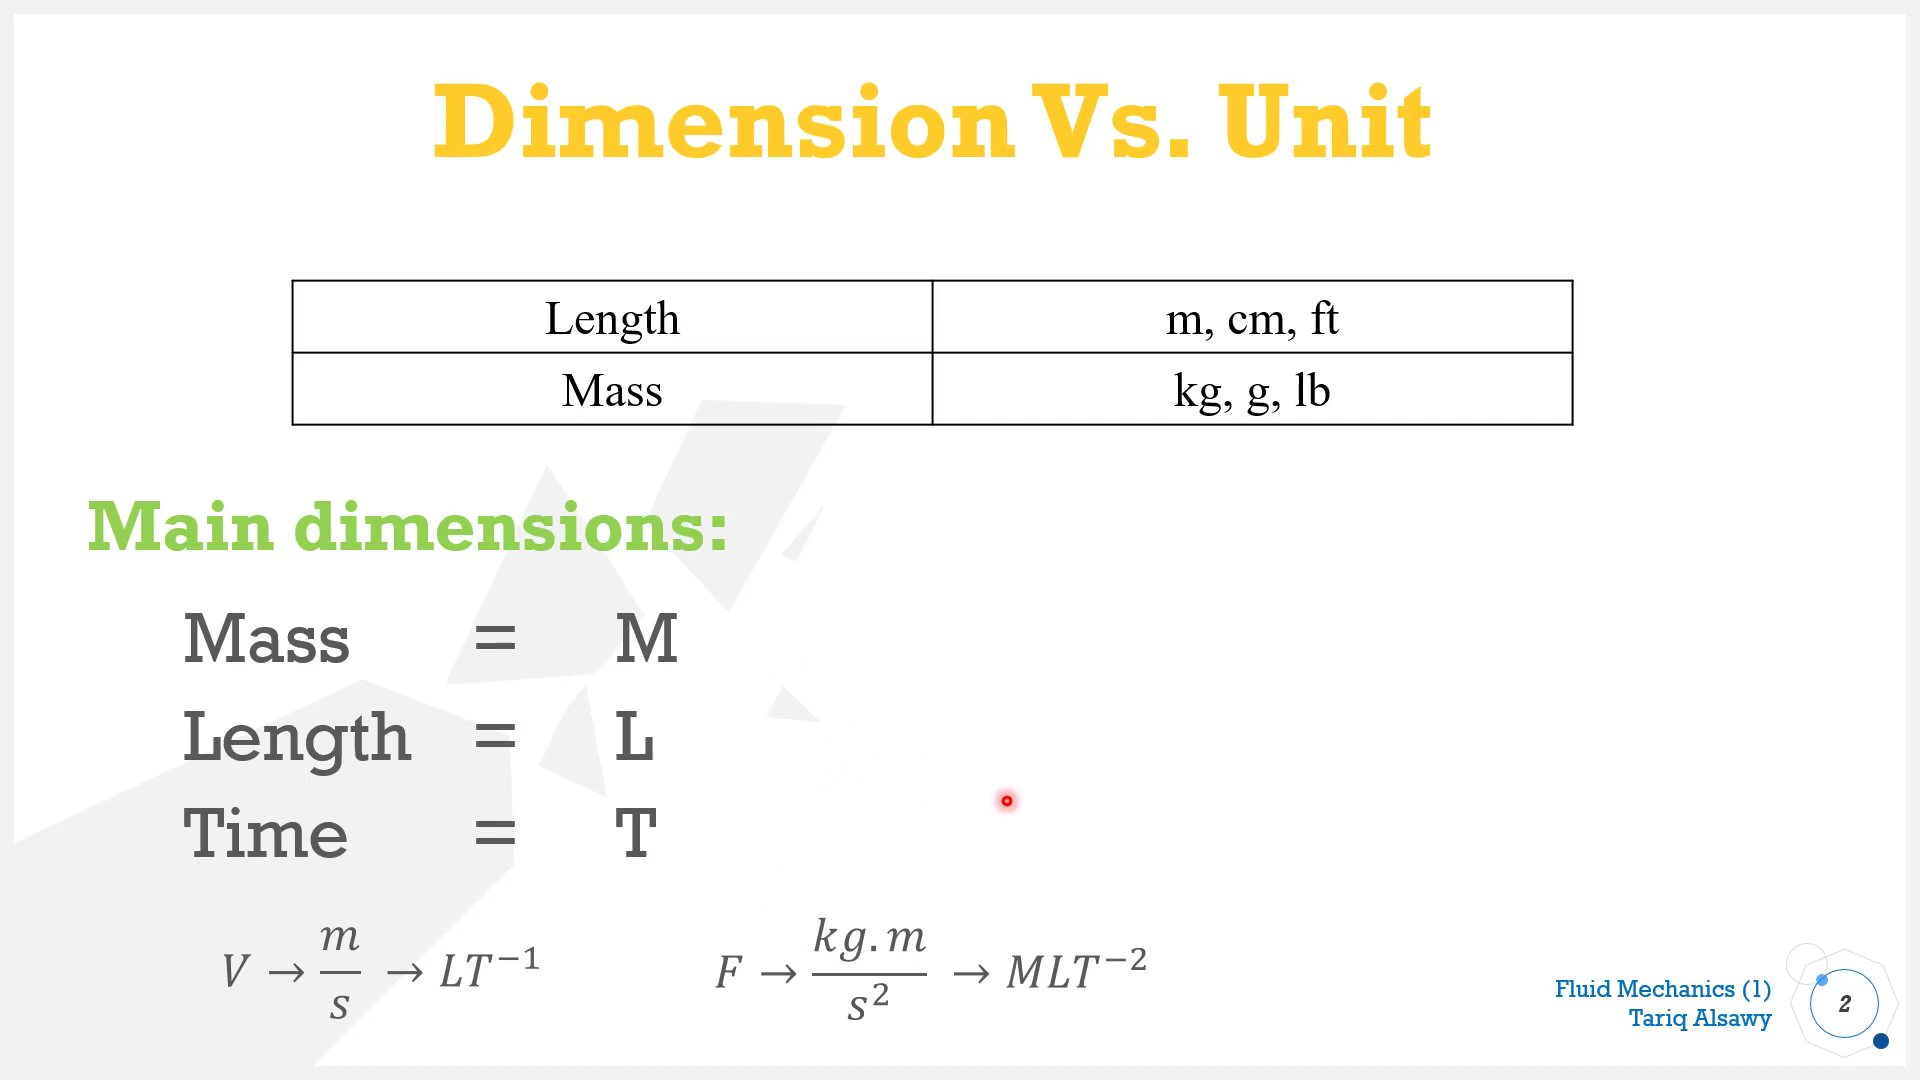 Dimension Vs. Unit
Length m, cm, ft
Mass kg, g, lb
Main dimensions:
Mass = M
Length = L
Time = T
V → m/s → LT⁻¹ F → kg.m/s² → MLT⁻²
Fluid Mechanics (1)
Tariq Alsawy
2